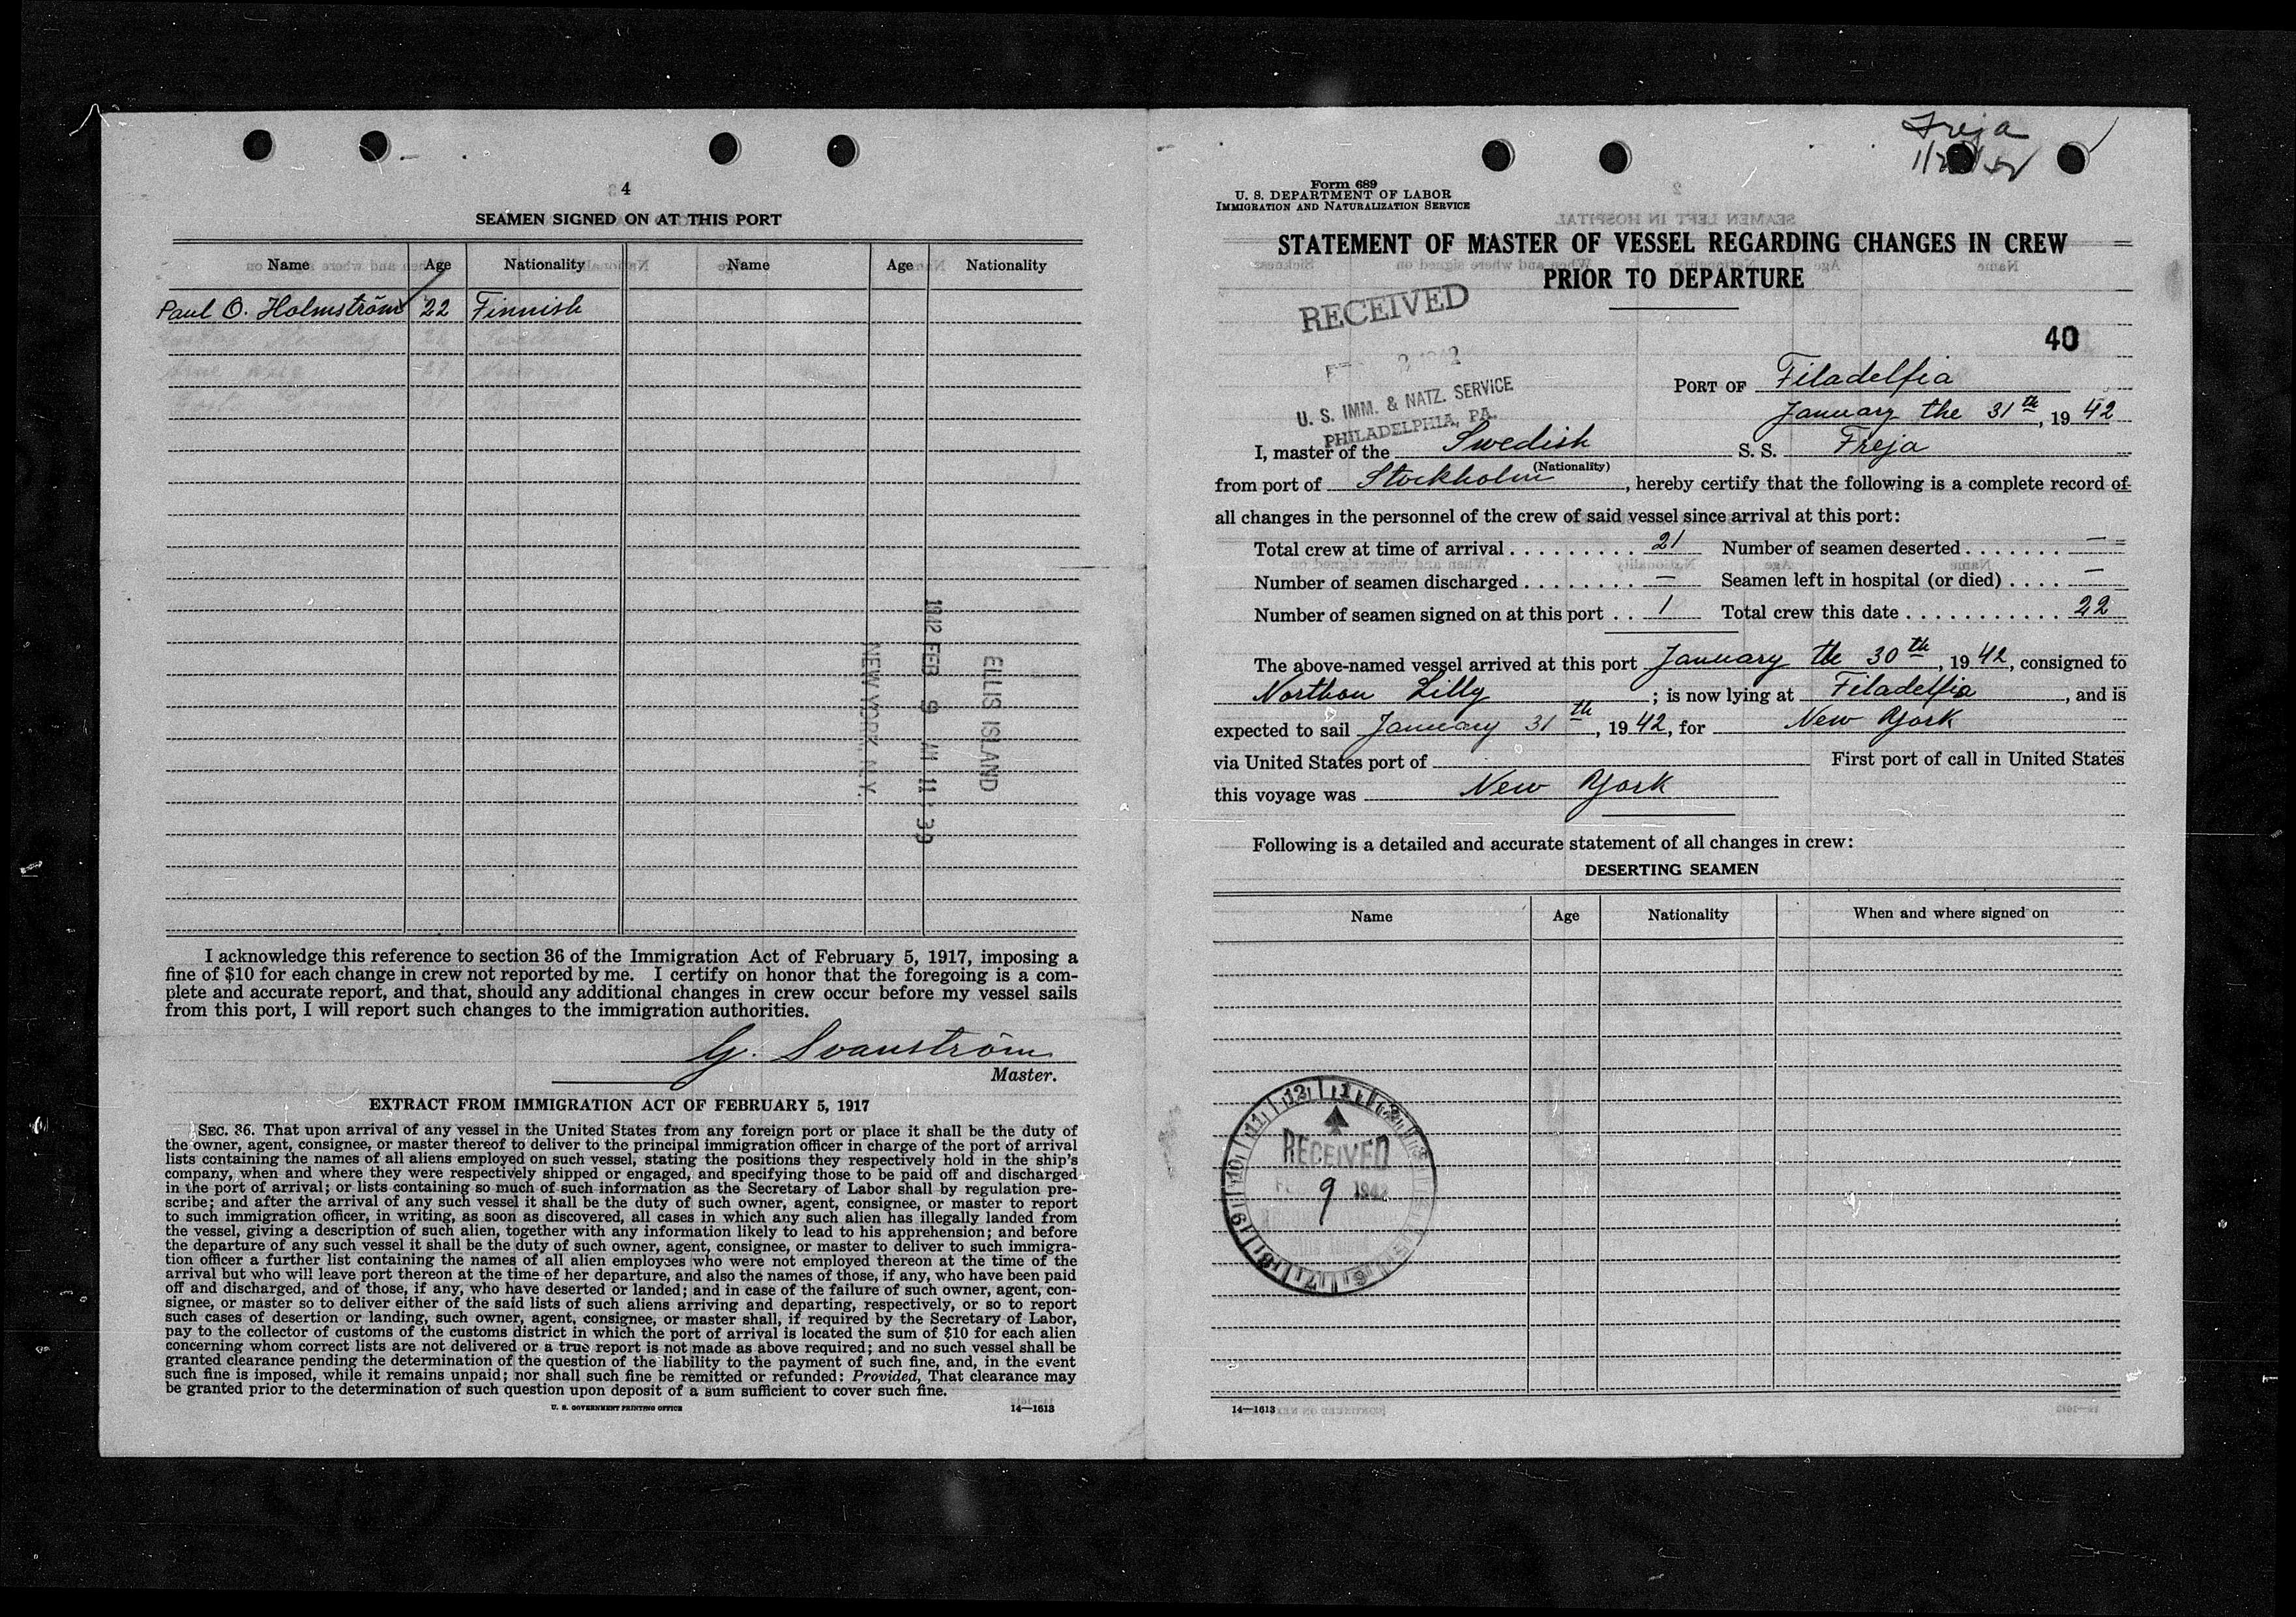 4
SEAMEN SIGNED ON AT THIS PORT
Name Age Nationality Name Age Nationality
Paul O. Holmström 22 Finnish
1942 FEB 9 AM 11 39
ELLIS ISLAND
NEW YORK, N.Y.
I acknowledge this reference to section 36 of the Immigration Act of February 5, 1917, imposing a
fine of $10 for each change in crew not reported by me. I certify on honor that the foregoing is a com-
plete and accurate report, and that, should any additional changes in crew occur before my vessel sails
from this port, I will report such changes to the immigration authorities.
G. Svanström
Master.
EXTRACT FROM IMMIGRATION ACT OF FEBRUARY 5, 1917
SEC. 36. That upon arrival of any vessel in the United States from any foreign port or place it shall be the duty of
the owner, agent, consignee, or master thereof to deliver to the principal immigration officer in charge of the port of arrival
lists containing the names of all aliens employed on such vessel, stating the positions they respectively hold in the ship's
company, when and where they were respectively shipped or engaged, and specifying those to be paid off and discharged
in the port of arrival; or lists containing so much of such information as the Secretary of Labor shall by regulation pre-
scribe; and after the arrival of any such vessel it shall be the duty of such owner, agent, consignee, or master to report
to such immigration officer, in writing, as soon as discovered, all cases in which any such alien has illegally landed from
the vessel, giving a description of such alien, together with any information likely to lead to his apprehension; and before
the departure of any such vessel it shall be the duty of such owner, agent, consignee, or master to deliver to such immigra-
tion officer a further list containing the names of all alien employees who were not employed thereon at the time of the
arrival but who will leave port thereon at the time of her departure, and also the names of those, if any, who have been paid
off and discharged, and of those, if any, who have deserted or landed; and in case of the failure of such owner, agent, con-
signee, or master so to deliver either of the said lists of such aliens arriving and departing, respectively, or so to report
such cases of desertion or landing, such owner, agent, consignee, or master shall, if required by the Secretary of Labor,
pay to the collector of customs of the customs district in which the port of arrival is located the sum of $10 for each alien
concerning whom correct lists are not delivered or a true report is not made as above required; and no such vessel shall be
granted clearance pending the determination of the question of the liability to the payment of such fine, and, in the event
such fine is imposed, while it remains unpaid; nor shall such fine be remitted or refunded: Provided, That clearance may
be granted prior to the determination of such question upon deposit of a sum sufficient to cover such fine.
U. S. GOVERNMENT PRINTING OFFICE 14—1613
Freja
Form 689
U. S. DEPARTMENT OF LABOR
IMMIGRATION AND NATURALIZATION SERVICE
STATEMENT OF MASTER OF VESSEL REGARDING CHANGES IN CREW
PRIOR TO DEPARTURE
RECEIVED
2 1942
U. S. IMM. & NATZ. SERVICE
PHILADELPHIA, PA.
40
PORT OF Filadelfia
January the 31th, 1942
I, master of the Swedish S. S. Freja
(Nationality)
from port of Stockholm, hereby certify that the following is a complete record of
all changes in the personnel of the crew of said vessel since arrival at this port:
Total crew at time of arrival . . . . . . . . . 21 Number of seamen deserted . . . . . . . —
Number of seamen discharged . . . . . . . . — Seamen left in hospital (or died) . . . . —
Number of seamen signed on at this port . . 1 Total crew this date . . . . . . . . . . . 22
The above-named vessel arrived at this port January the 30th, 1942, consigned to
Northon Lilly; is now lying at Filadelfia, and is
expected to sail January 31th, 1942, for New York
via United States port of First port of call in United States
this voyage was New York
Following is a detailed and accurate statement of all changes in crew:
DESERTING SEAMEN
Name Age Nationality When and where signed on
RECEIVED
9 1942
14—1613